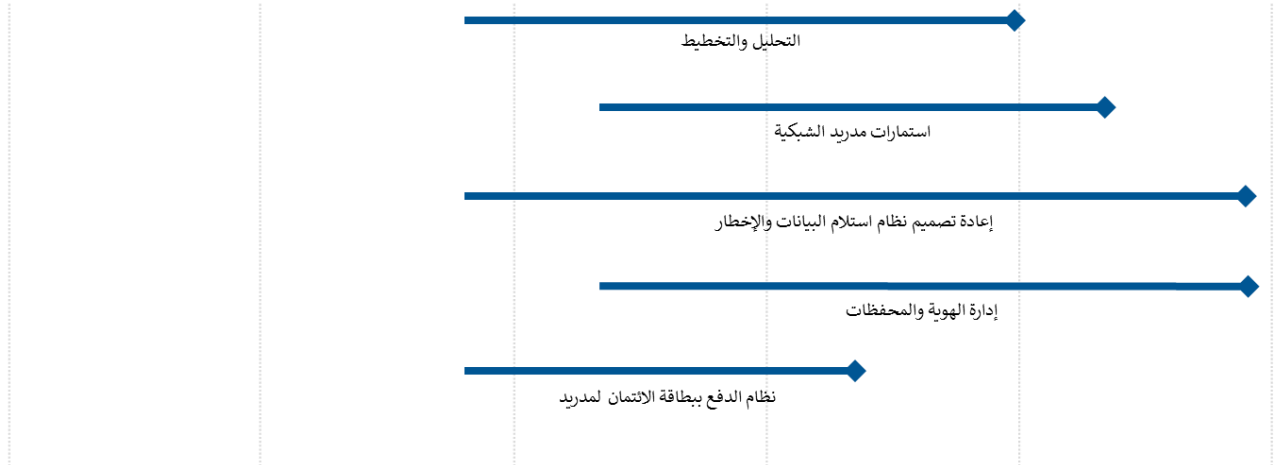 التحليل والتخطيط
استمارات مدريد الشبكية
إعادة تصميم نظام استلام البيانات والإخطار
إدارة الهوية والمحفظات
نظام الدفع ببطاقة الائتمان لمدريد